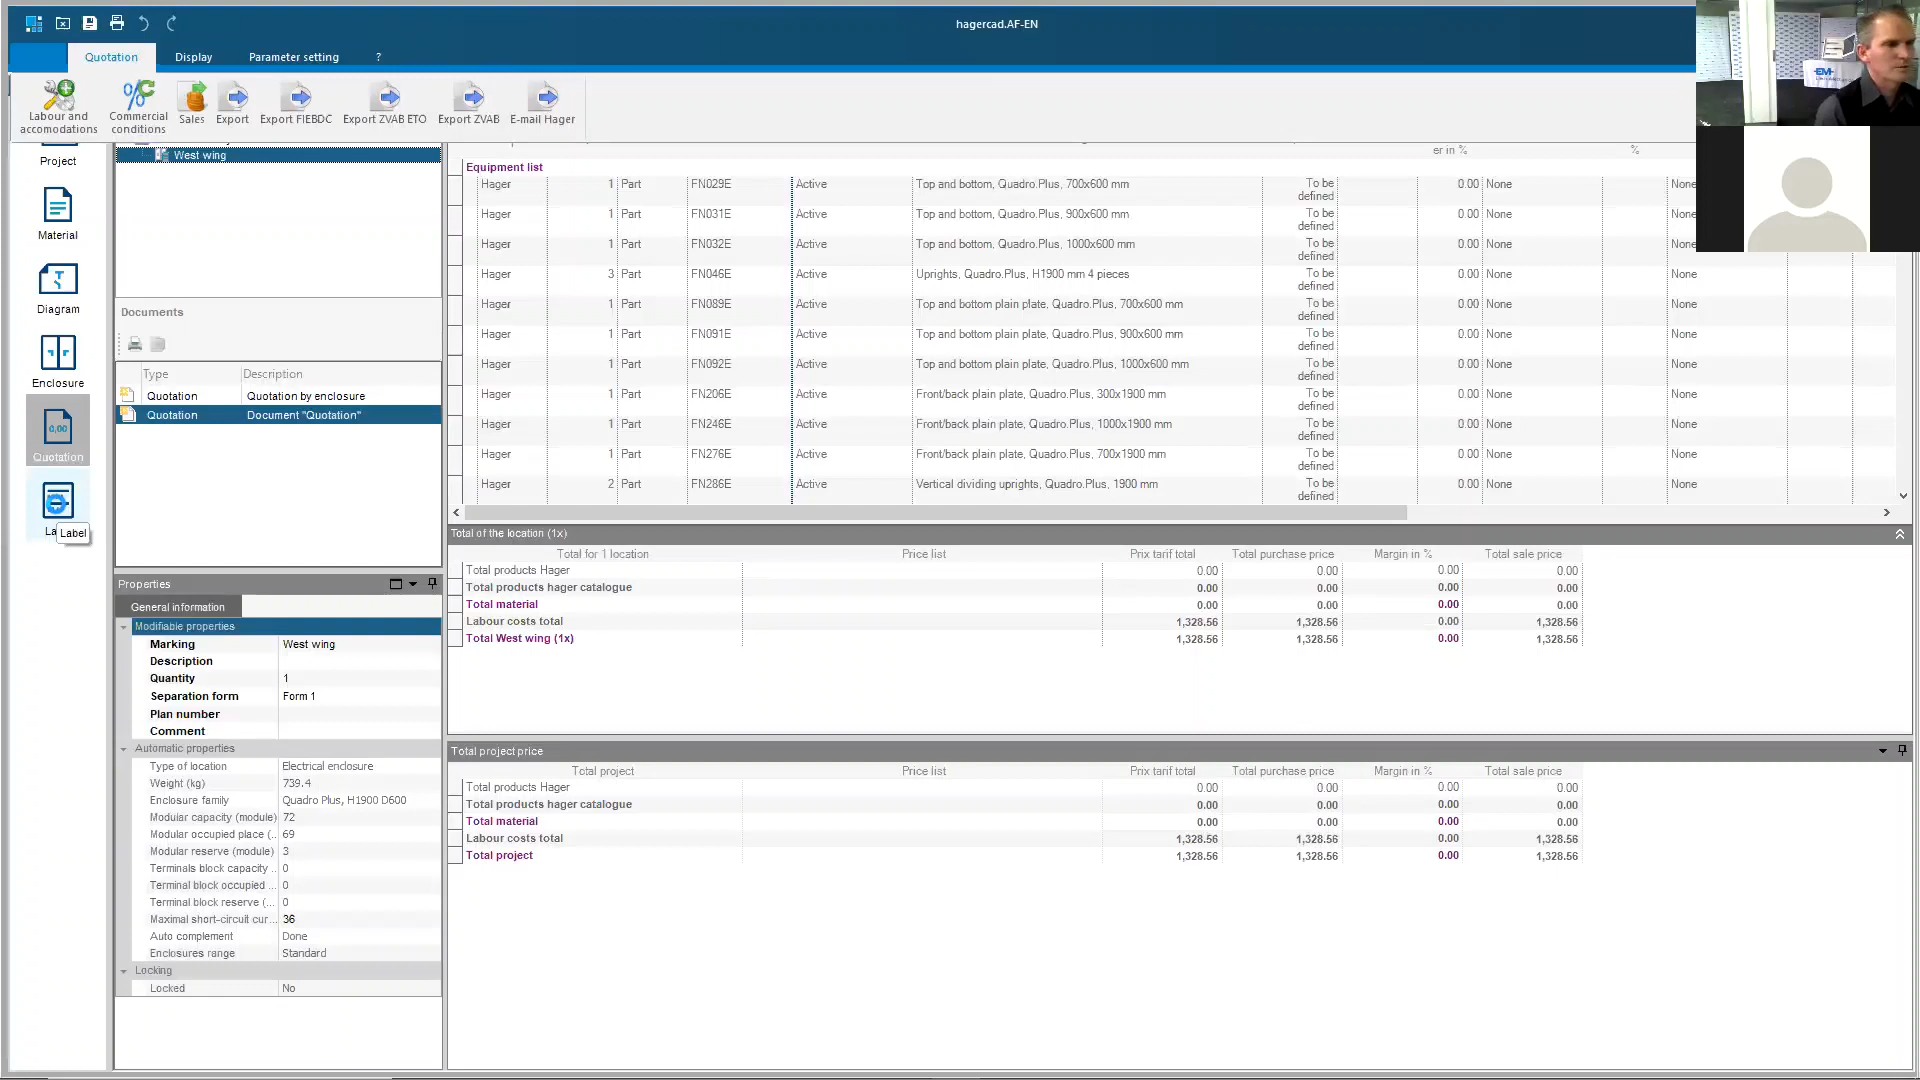 hagercad.AF-EN
Quotation Display Parameter setting ?
Labour and accomodations
Commercial conditions
Sales
Export
Export FIEBDC
Export ZVAB ETO
Export ZVAB
E-mail Hager
Project
Material
Diagram
Enclosure
0,00
Quotation
Label
West wing
Documents
Type Description
Quotation Quotation by enclosure
Quotation Document "Quotation"
Properties
General information
Modifiable properties
Marking West wing
Description
Quantity 1
Separation form Form 1
Plan number
Comment
Automatic properties
Type of location Electrical enclosure
Weight (kg) 739.4
Enclosure family Quadro Plus, H1900 D600
Modular capacity (module) 72
Modular occupied place (.. 69
Modular reserve (module) 3
Terminals block capacity .. 0
Terminal block occupied ... 0
Terminal block reserve (... 0
Maximal short-circuit cur... 36
Auto complement Done
Enclosures range Standard
Locking
Locked No
er in % %
Equipment list
Hager 1 Part FN029E Active Top and bottom, Quadro.Plus, 700x600 mm To be defined 0.00 None None
Hager 1 Part FN031E Active Top and bottom, Quadro.Plus, 900x600 mm To be defined 0.00 None None
Hager 1 Part FN032E Active Top and bottom, Quadro.Plus, 1000x600 mm To be defined 0.00 None None
Hager 3 Part FN046E Active Uprights, Quadro.Plus, H1900 mm 4 pieces To be defined 0.00 None None
Hager 1 Part FN089E Active Top and bottom plain plate, Quadro.Plus, 700x600 mm To be defined 0.00 None None
Hager 1 Part FN091E Active Top and bottom plain plate, Quadro.Plus, 900x600 mm To be defined 0.00 None None
Hager 1 Part FN092E Active Top and bottom plain plate, Quadro.Plus, 1000x600 mm To be defined 0.00 None None
Hager 1 Part FN206E Active Front/back plain plate, Quadro.Plus, 300x1900 mm To be defined 0.00 None None
Hager 1 Part FN246E Active Front/back plain plate, Quadro.Plus, 1000x1900 mm To be defined 0.00 None None
Hager 1 Part FN276E Active Front/back plain plate, Quadro.Plus, 700x1900 mm To be defined 0.00 None None
Hager 2 Part FN286E Active Vertical dividing uprights, Quadro.Plus, 1900 mm To be defined 0.00 None None
Total of the location (1x)
Total for 1 location Price list Prix tarif total Total purchase price Margin in % Total sale price
Total products Hager 0.00 0.00 0.00 0.00
Total products hager catalogue 0.00 0.00 0.00 0.00
Total material 0.00 0.00 0.00 0.00
Labour costs total 1,328.56 1,328.56 0.00 1,328.56
Total West wing (1x) 1,328.56 1,328.56 0.00 1,328.56
Total project price
Total project Price list Prix tarif total Total purchase price Margin in % Total sale price
Total products Hager 0.00 0.00 0.00 0.00
Total products hager catalogue 0.00 0.00 0.00 0.00
Total material 0.00 0.00 0.00 0.00
Labour costs total 1,328.56 1,328.56 0.00 1,328.56
Total project 1,328.56 1,328.56 0.00 1,328.56